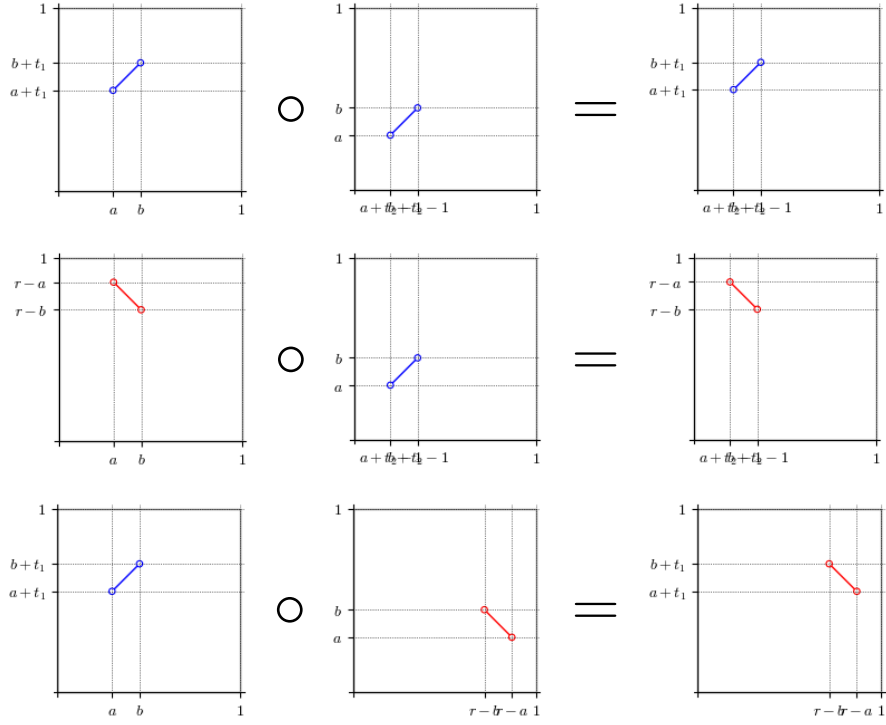 1
b + t₁
a + t₁
a b 1
1
b
a
1
1
b + t₁
a + t₁
1
1
r − a
r − b
a b 1
1
b
a
1
1
r − a
r − b
1
1
b + t₁
a + t₁
a b 1
1
b
a
r − b r − a 1
1
b + t₁
a + t₁
r − b r − a 1